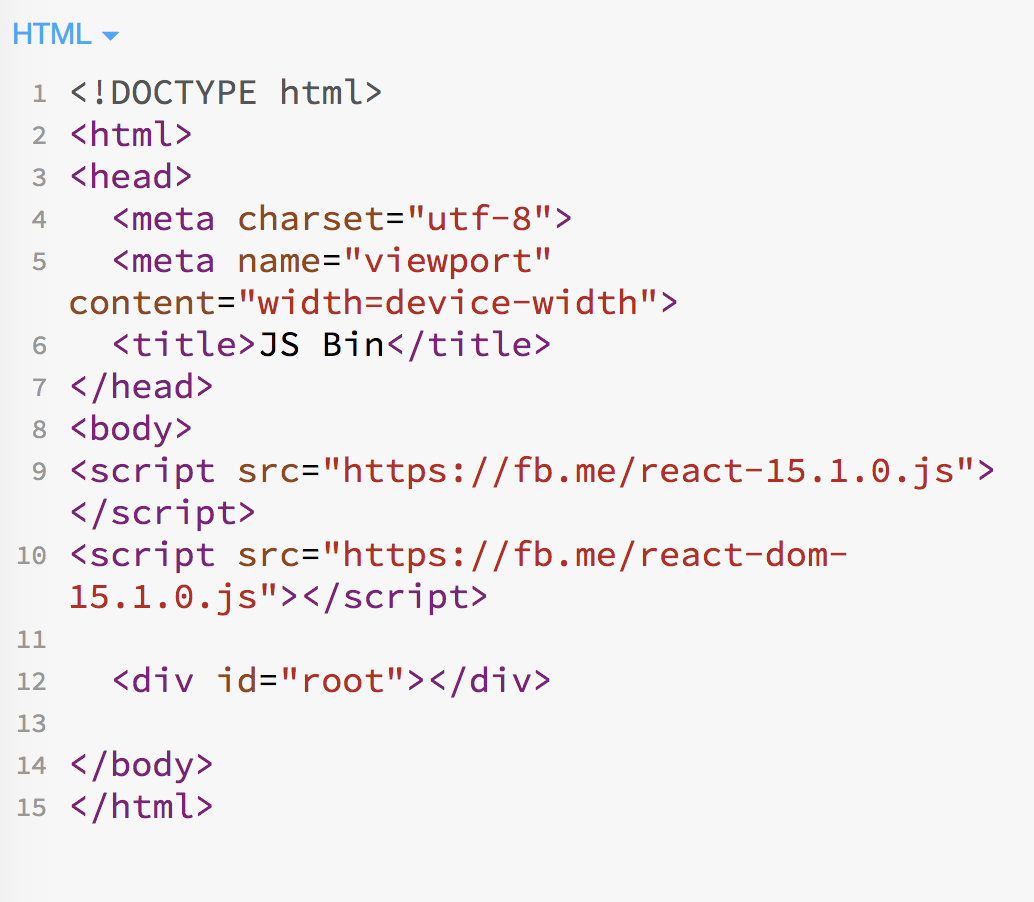 HTML
1 <!DOCTYPE html>
2 <html>
3 <head>
4   <meta charset="utf-8">
5   <meta name="viewport"
content="width=device-width">
6   <title>JS Bin</title>
7 </head>
8 <body>
9 <script src="https://fb.me/react-15.1.0.js">
</script>
10 <script src="https://fb.me/react-dom-
15.1.0.js"></script>
11
12   <div id="root"></div>
13
14 </body>
15 </html>